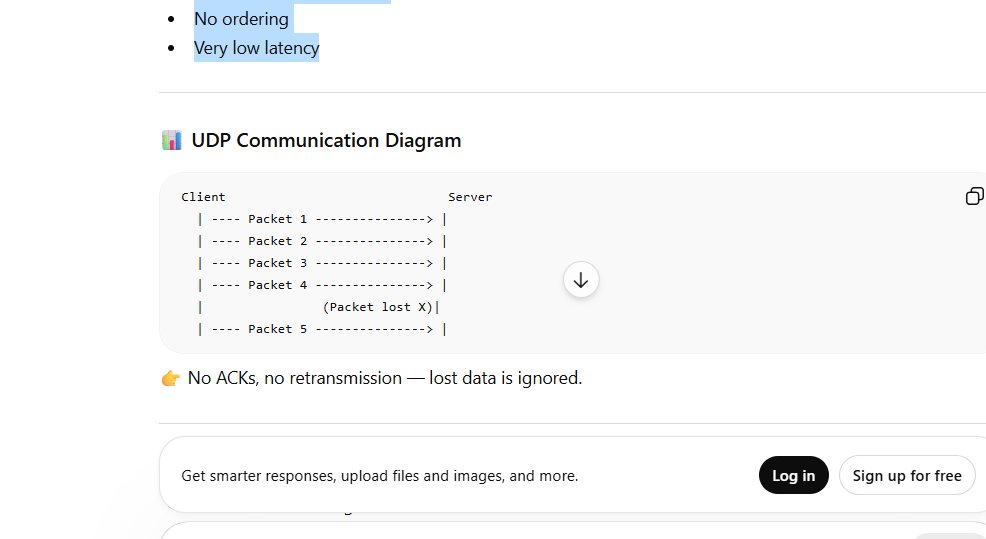 No ordering
Very low latency
📊 UDP Communication Diagram
Client                              Server
  | ---- Packet 1 ---------------> |
  | ---- Packet 2 ---------------> |
  | ---- Packet 3 ---------------> |
  | ---- Packet 4 ---------------> |
  |                (Packet lost X)|
  | ---- Packet 5 ---------------> |
👉 No ACKs, no retransmission — lost data is ignored.
Get smarter responses, upload files and images, and more.
Log in
Sign up for free